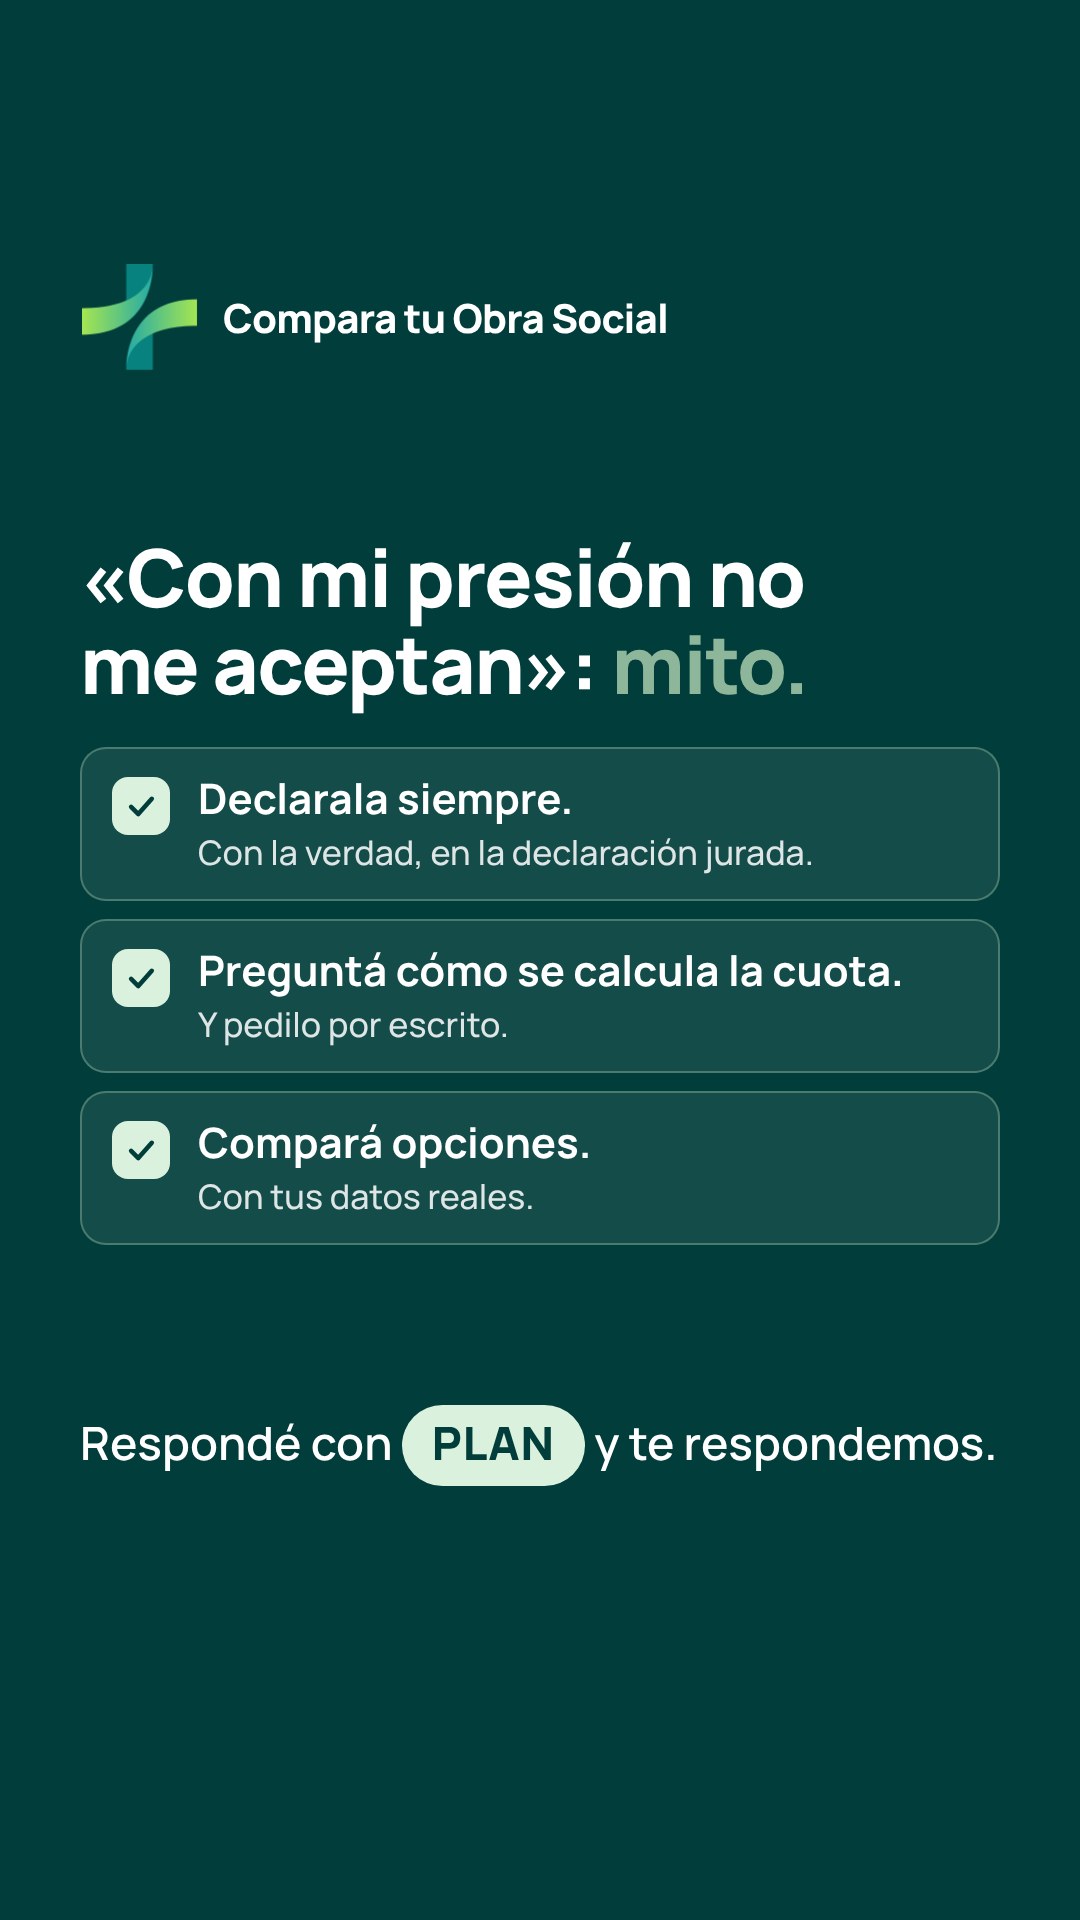 Compara tu Obra Social
«Con mi presión no
me aceptan»: mito.
Declarala siempre.
Con la verdad, en la declaración jurada.
Preguntá cómo se calcula la cuota.
Y pedilo por escrito.
Compará opciones.
Con tus datos reales.
Respondé con PLAN y te respondemos.